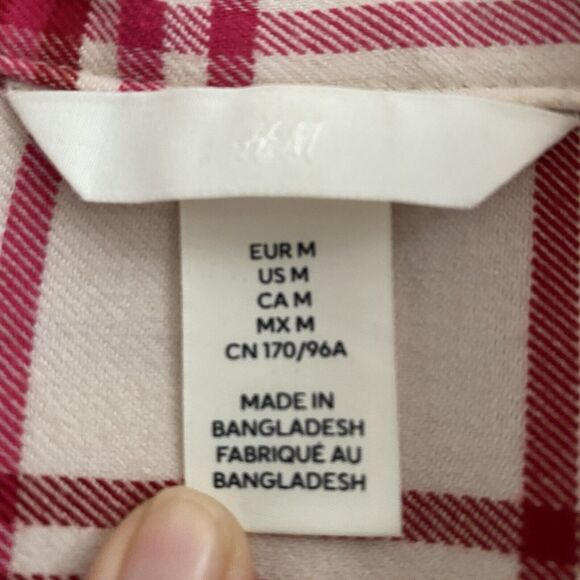 H&M
EUR M
US M
CA M
MX M
CN 170/96A
MADE IN
BANGLADESH
FABRIQUÉ AU
BANGLADESH